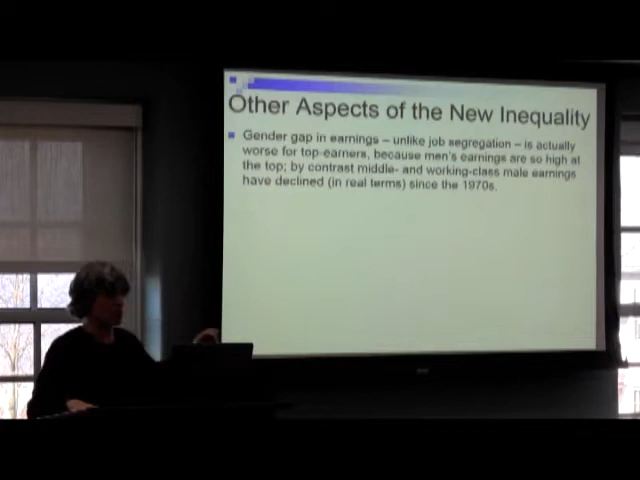 Other Aspects of the New Inequality
Gender gap in earnings – unlike job segregation – is actually
worse for top-earners, because men's earnings are so high at
the top; by contrast middle- and working-class male earnings
have declined (in real terms) since the 1970s.